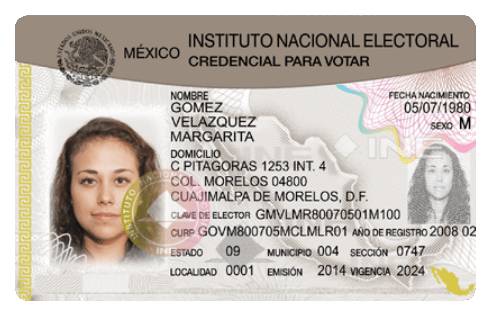 MÉXICO
INSTITUTO NACIONAL ELECTORAL
CREDENCIAL PARA VOTAR
NOMBRE
GOMEZ
VELAZQUEZ
MARGARITA
FECHA NACIMIENTO
05/07/1980
SEXO M
DOMICILIO
C PITAGORAS 1253 INT. 4
COL. MORELOS 04800
CUAJIMALPA DE MORELOS, D.F.
CLAVE DE ELECTOR GMVLMR80070501M100
CURP GOVM800705MCLMLR01 AÑO DE REGISTRO 2008 02
ESTADO 09 MUNICIPIO 004 SECCIÓN 0747
LOCALIDAD 0001 EMISIÓN 2014 VIGENCIA 2024
INE